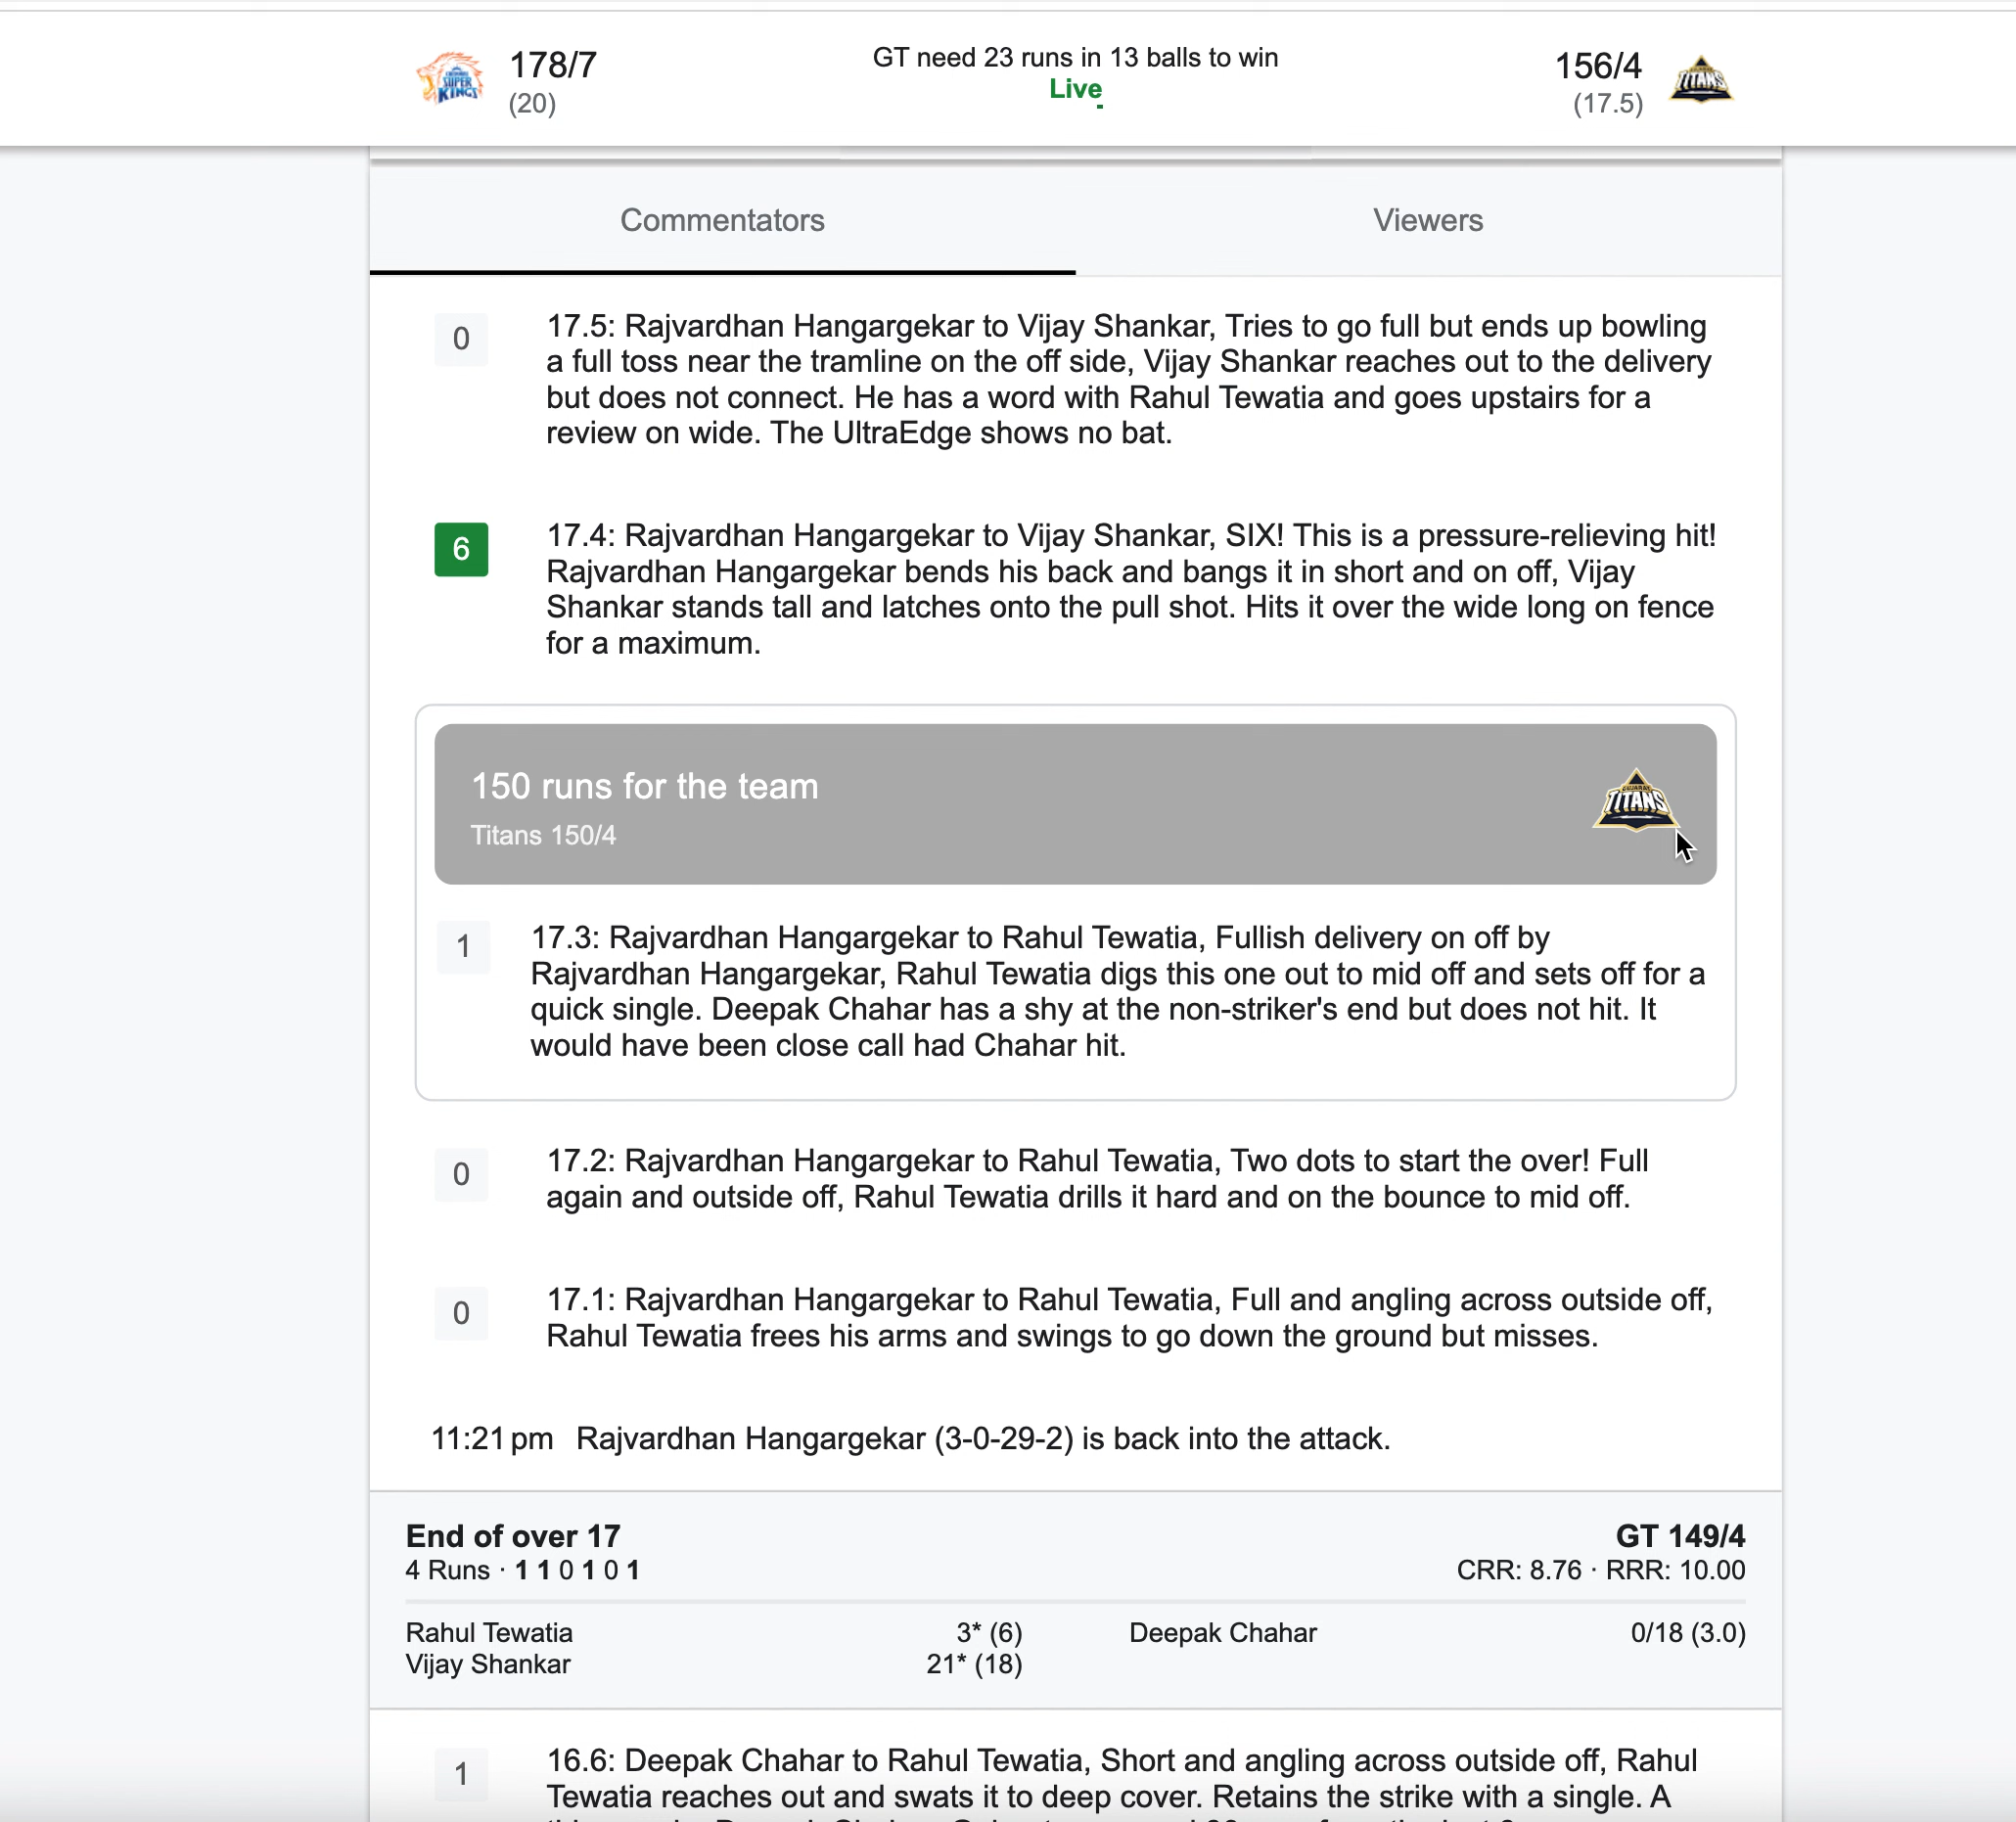 178/7
(20)
GT need 23 runs in 13 balls to win
Live
156/4
(17.5)
SUPER
KINGS
TITANS
Commentators
Viewers
0
17.5: Rajvardhan Hangargekar to Vijay Shankar, Tries to go full but ends up bowling
a full toss near the tramline on the off side, Vijay Shankar reaches out to the delivery
but does not connect. He has a word with Rahul Tewatia and goes upstairs for a
review on wide. The UltraEdge shows no bat.
6
17.4: Rajvardhan Hangargekar to Vijay Shankar, SIX! This is a pressure-relieving hit!
Rajvardhan Hangargekar bends his back and bangs it in short and on off, Vijay
Shankar stands tall and latches onto the pull shot. Hits it over the wide long on fence
for a maximum.
150 runs for the team
Titans 150/4
GUJARAT
TITANS
1
17.3: Rajvardhan Hangargekar to Rahul Tewatia, Fullish delivery on off by
Rajvardhan Hangargekar, Rahul Tewatia digs this one out to mid off and sets off for a
quick single. Deepak Chahar has a shy at the non-striker's end but does not hit. It
would have been close call had Chahar hit.
0
17.2: Rajvardhan Hangargekar to Rahul Tewatia, Two dots to start the over! Full
again and outside off, Rahul Tewatia drills it hard and on the bounce to mid off.
0
17.1: Rajvardhan Hangargekar to Rahul Tewatia, Full and angling across outside off,
Rahul Tewatia frees his arms and swings to go down the ground but misses.
11:21 pm Rajvardhan Hangargekar (3-0-29-2) is back into the attack.
End of over 17
GT 149/4
4 Runs · 1 1 0 1 0 1
CRR: 8.76 · RRR: 10.00
Rahul Tewatia 3* (6)
Deepak Chahar 0/18 (3.0)
Vijay Shankar 21* (18)
1
16.6: Deepak Chahar to Rahul Tewatia, Short and angling across outside off, Rahul
Tewatia reaches out and swats it to deep cover. Retains the strike with a single. A